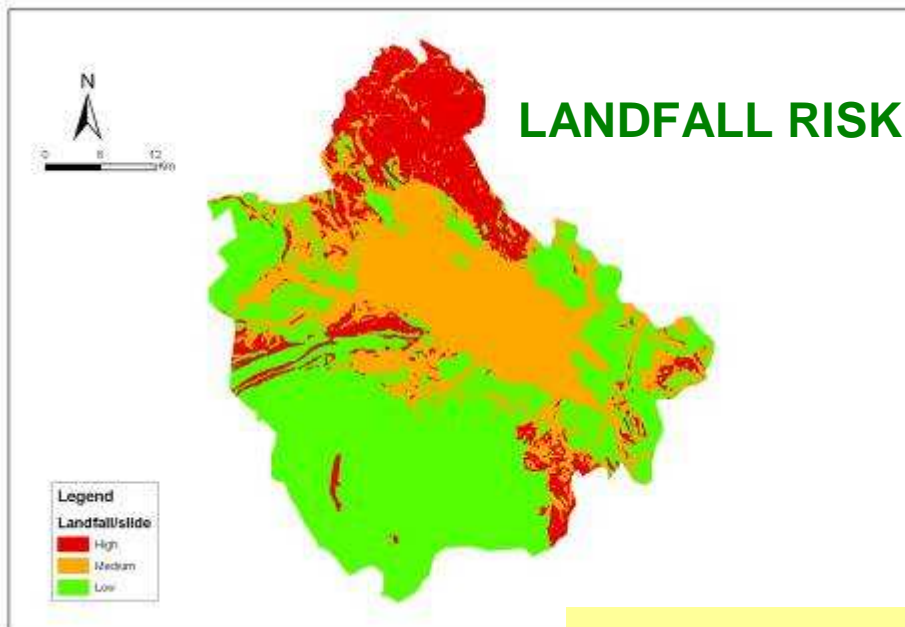 LANDFALL RISK
N
0 6 12
Km
Legend
Landfall/slide
High
Medium
Low